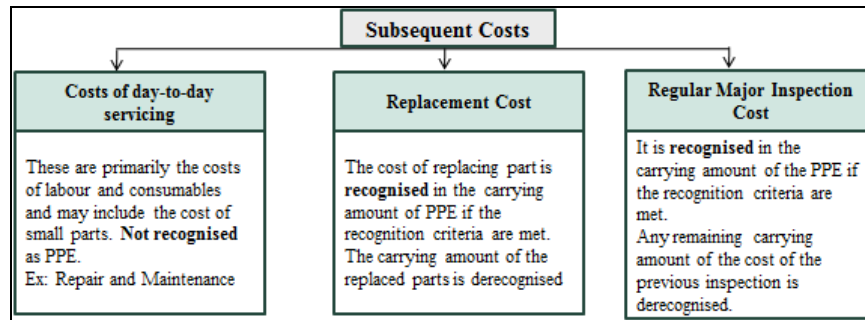 Subsequent Costs
Costs of day-to-day
servicing
These are primarily the costs
of labour and consumables
and may include the cost of
small parts. Not recognised
as PPE.
Ex: Repair and Maintenance
Replacement Cost
The cost of replacing part is
recognised in the carrying
amount of PPE if the
recognition criteria are met.
The carrying amount of the
replaced parts is derecognised
Regular Major Inspection
Cost
It is recognised in the
carrying amount of the PPE if
the recognition criteria are
met.
Any remaining carrying
amount of the cost of the
previous inspection is
derecognised.